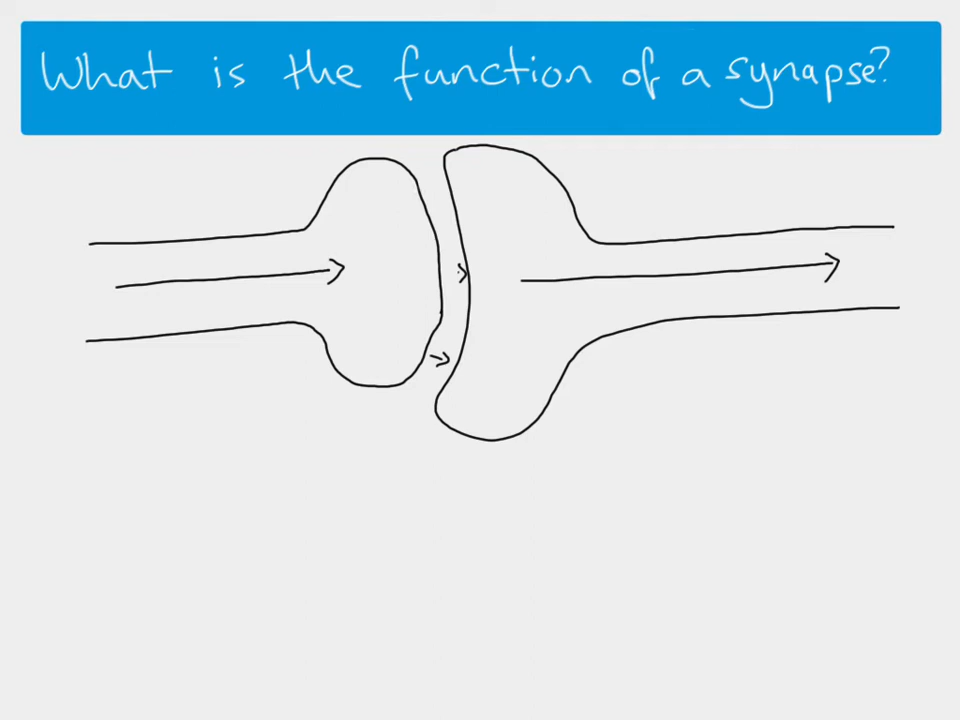 What is the function of a synapse?